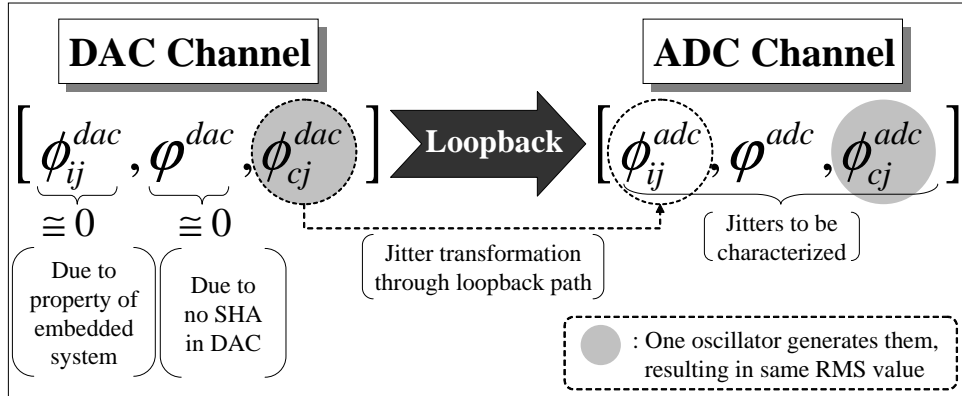 DAC Channel
ADC Channel
[ϕ_ij^dac , φ^dac , ϕ_cj^dac]
Loopback
[ϕ_ij^adc , φ^adc , ϕ_cj^adc]
≅ 0
≅ 0
Due to
property of
embedded
system
Due to
no SHA
in DAC
Jitter transformation
through loopback path
Jitters to be
characterized
: One oscillator generates them,
resulting in same RMS value